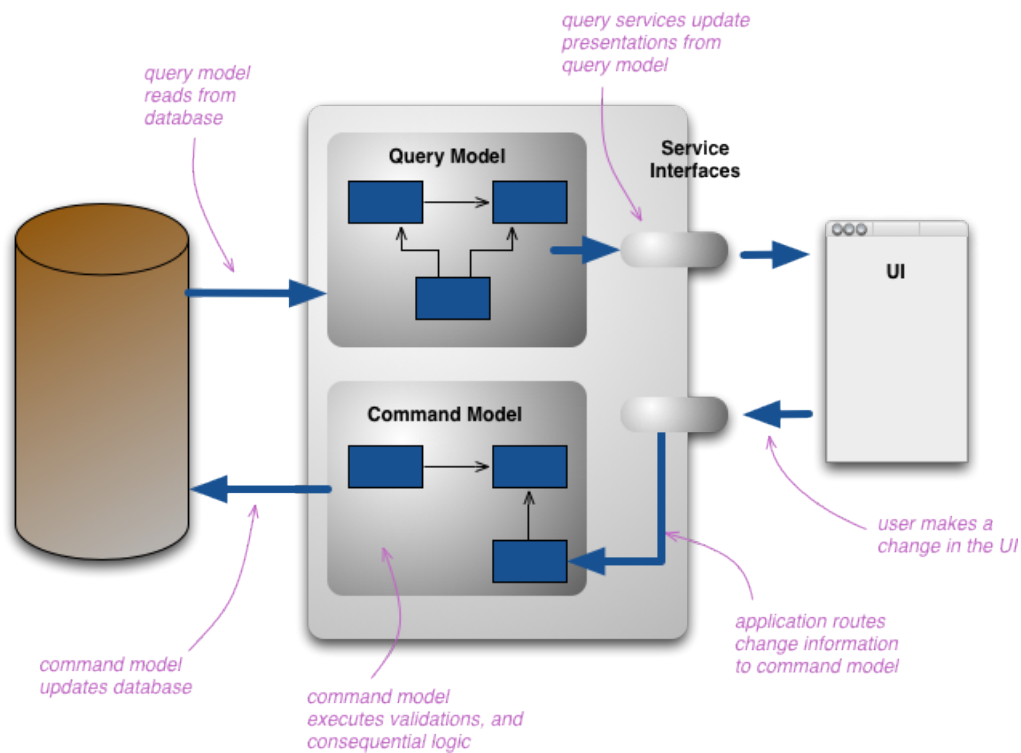 query services update
presentations from
query model
query model
reads from
database
Query Model
Service
Interfaces
UI
Command Model
user makes a
change in the UI
application routes
change information
to command model
command model
updates database
command model
executes validations, and
consequential logic